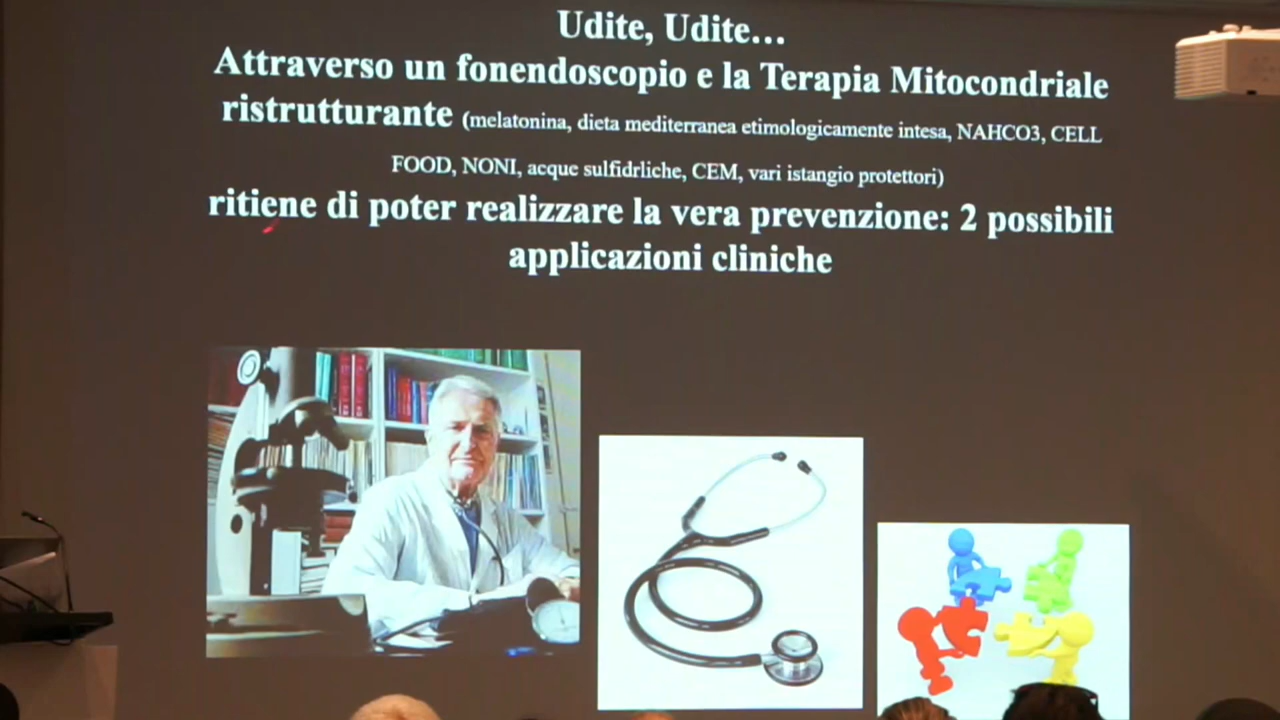 Udite, Udite...
Attraverso un fonendoscopio e la Terapia Mitocondriale
ristrutturante (melatonina, dieta mediterranea etimologicamente intesa, NAHCO3, CELL
FOOD, NONI, acque sulfidrliche, CEM, vari istangio protettori)
ritiene di poter realizzare la vera prevenzione: 2 possibili
applicazioni cliniche